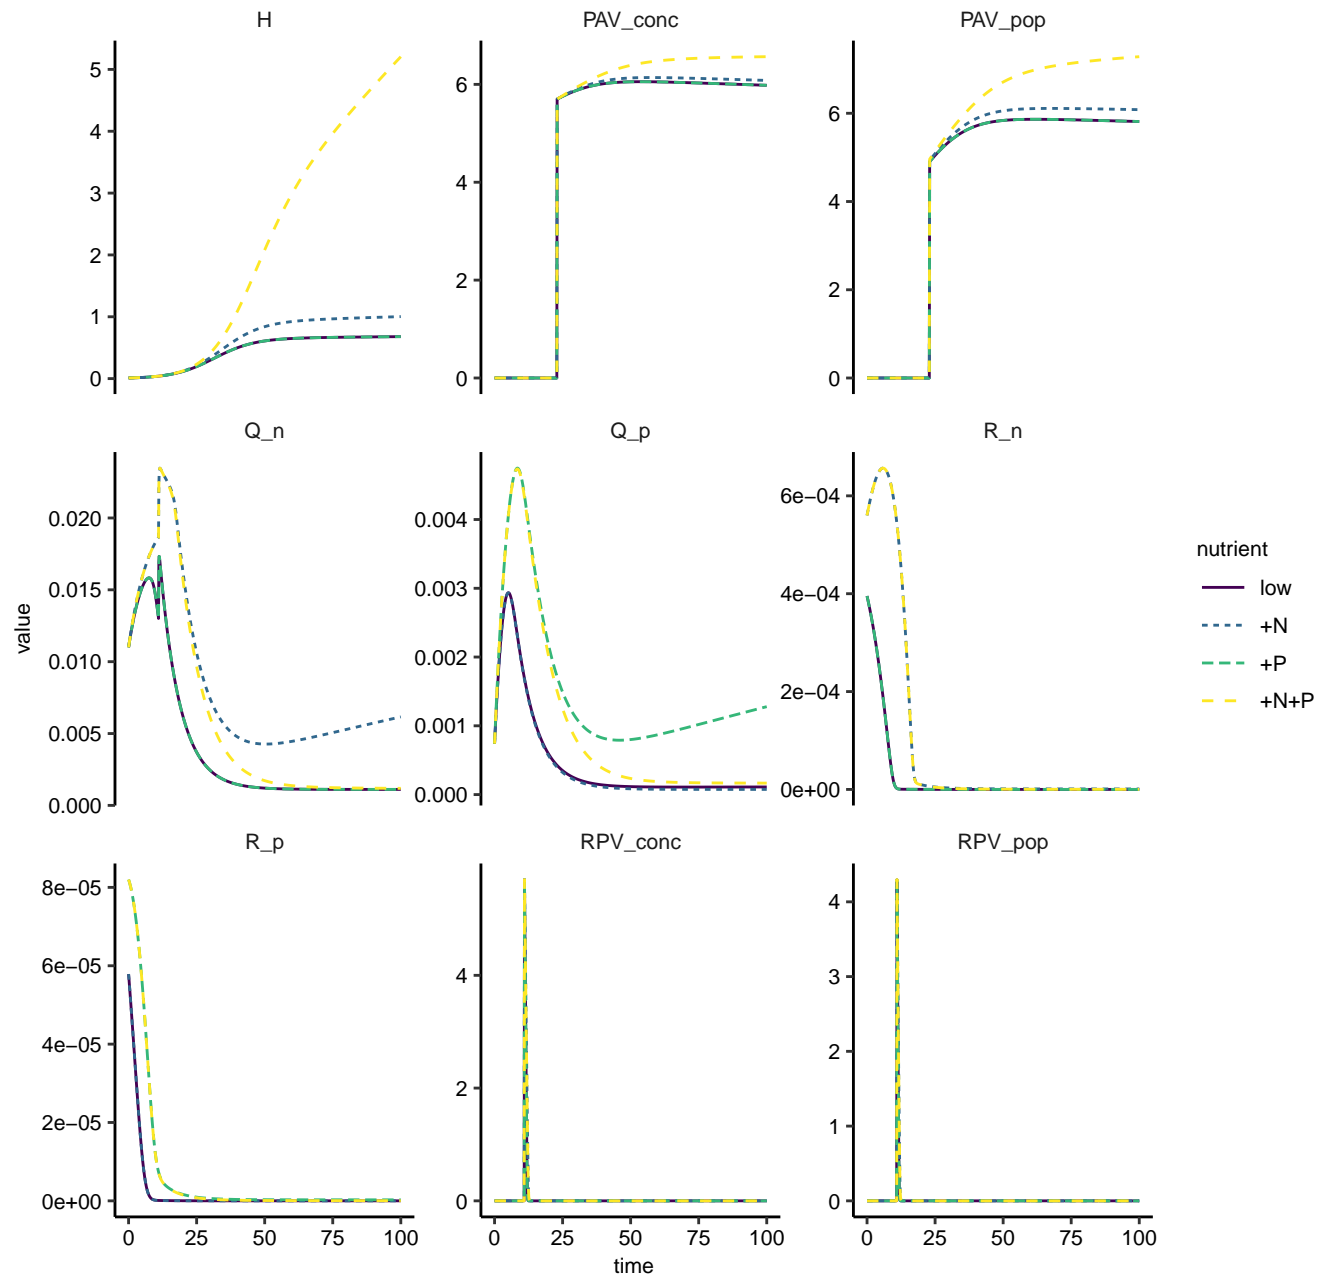 H
PAV_conc
PAV_pop
5
4
3
2
1
0
6
4
2
0
6
4
2
0
Q_n
Q_p
R_n
0.020
0.015
0.010
0.005
0.000
0.004
0.003
0.002
0.001
0.000
6e−04
4e−04
2e−04
0e+00
value
nutrient
low
+N
+P
+N+P
R_p
RPV_conc
RPV_pop
8e−05
6e−05
4e−05
2e−05
0e+00
4
2
0
4
3
2
1
0
0 25 50 75 100
0 25 50 75 100
0 25 50 75 100
time